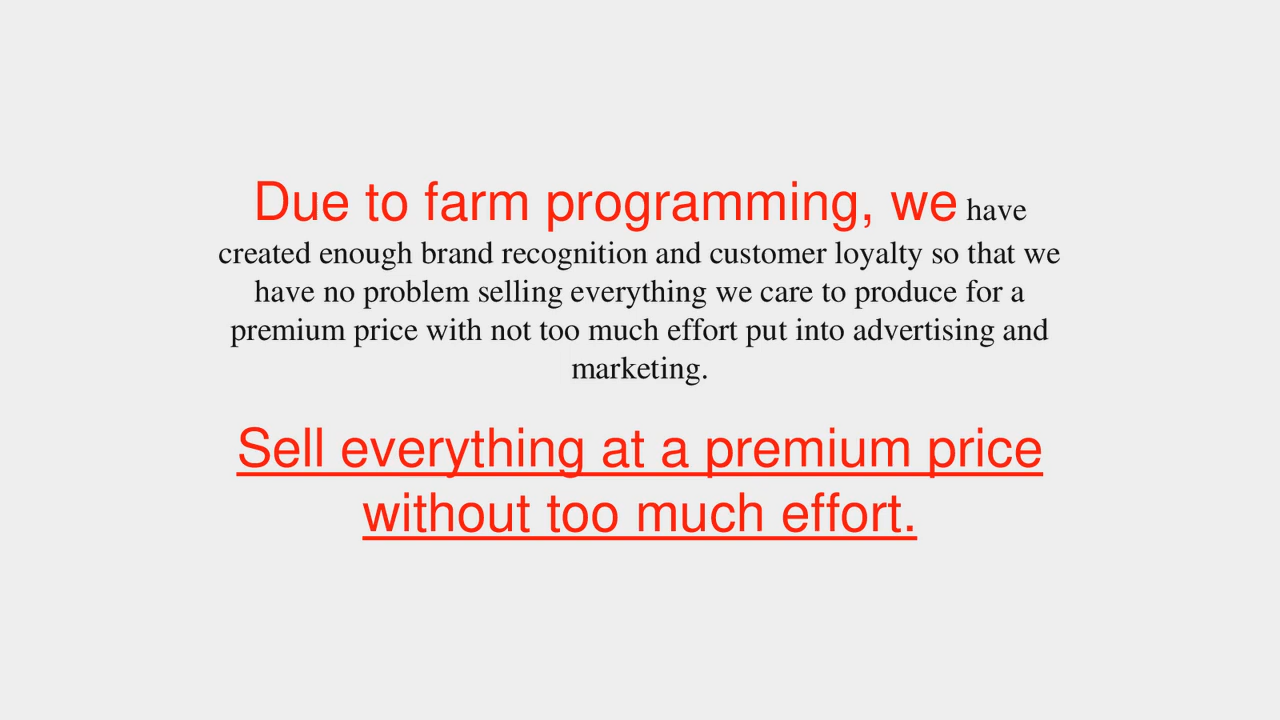 Due to farm programming, we have
created enough brand recognition and customer loyalty so that we
have no problem selling everything we care to produce for a
premium price with not too much effort put into advertising and
marketing.
Sell everything at a premium price
without too much effort.